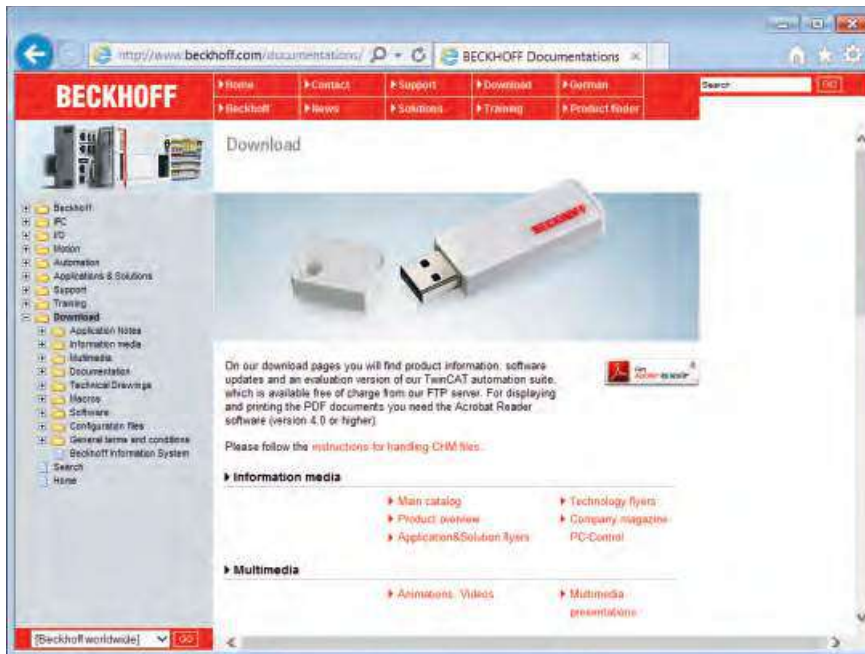 http://www.beckhoff.com/documentations/
BECKHOFF Documentations
BECKHOFF
Home
Contact
Support
Download
German
Search
GO
Beckhoff
News
Solutions
Training
Product finder
Download
BECKHOFF
Beckhoff
IPC
I/O
Motion
Automation
Applications & Solutions
Support
Training
Download
Application Notes
Information media
Multimedia
Documentation
Technical Drawings
Macros
Software
Configuration files
General terms and conditions
Beckhoff Information System
Search
Home
On our download pages you will find product information, software
updates and an evaluation version of our TwinCAT automation suite,
which is available free of charge from our FTP server. For displaying
and printing the PDF documents you need the Acrobat Reader
software (version 4.0 or higher)
Get
ADOBE READER
Please follow the instructions for handling CHM files.
Information media
Main catalog
Product overview
Application&Solution flyers
Technology flyers
Company magazine
PC-Control
Multimedia
Animations, Videos
Multimedia
presentations
[Beckhoff worldwide]
GO